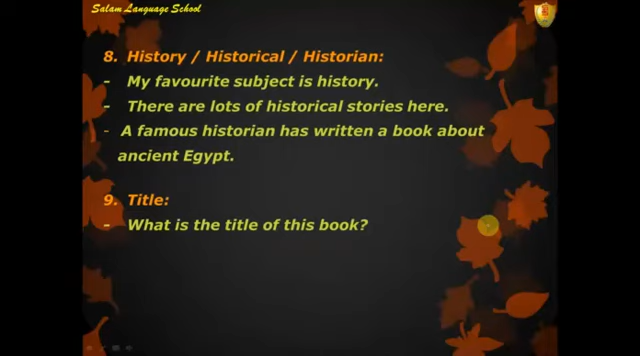 Salam Language School
8. History / Historical / Historian:
- My favourite subject is history.
- There are lots of historical stories here.
- A famous historian has written a book about
ancient Egypt.
9. Title:
- What is the title of this book?